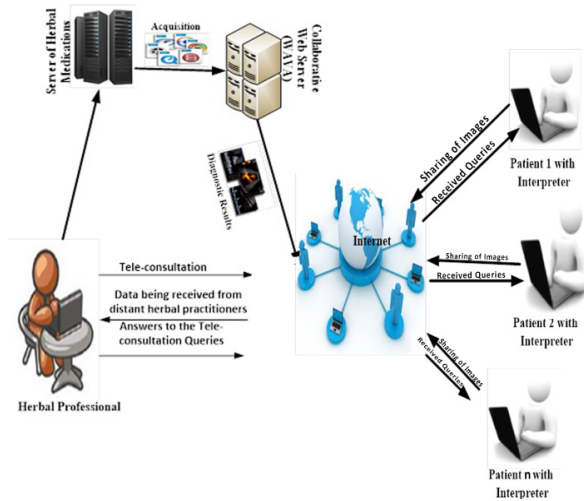 Server of Herbal
Medications
Acquisition
Collaborative
Web Server
(WAVA)
Diagnostic Results
Internet
Sharing of Images
Received Queries
Patient 1 with
Interpreter
Sharing of Images
Received Queries
Patient 2 with
Interpreter
Sharing of Images
Received Queries
Patient n with
Interpreter
Tele-consultation
Data being received from
distant herbal practitioners
Answers to the Tele-
consultation Queries
Herbal Professional